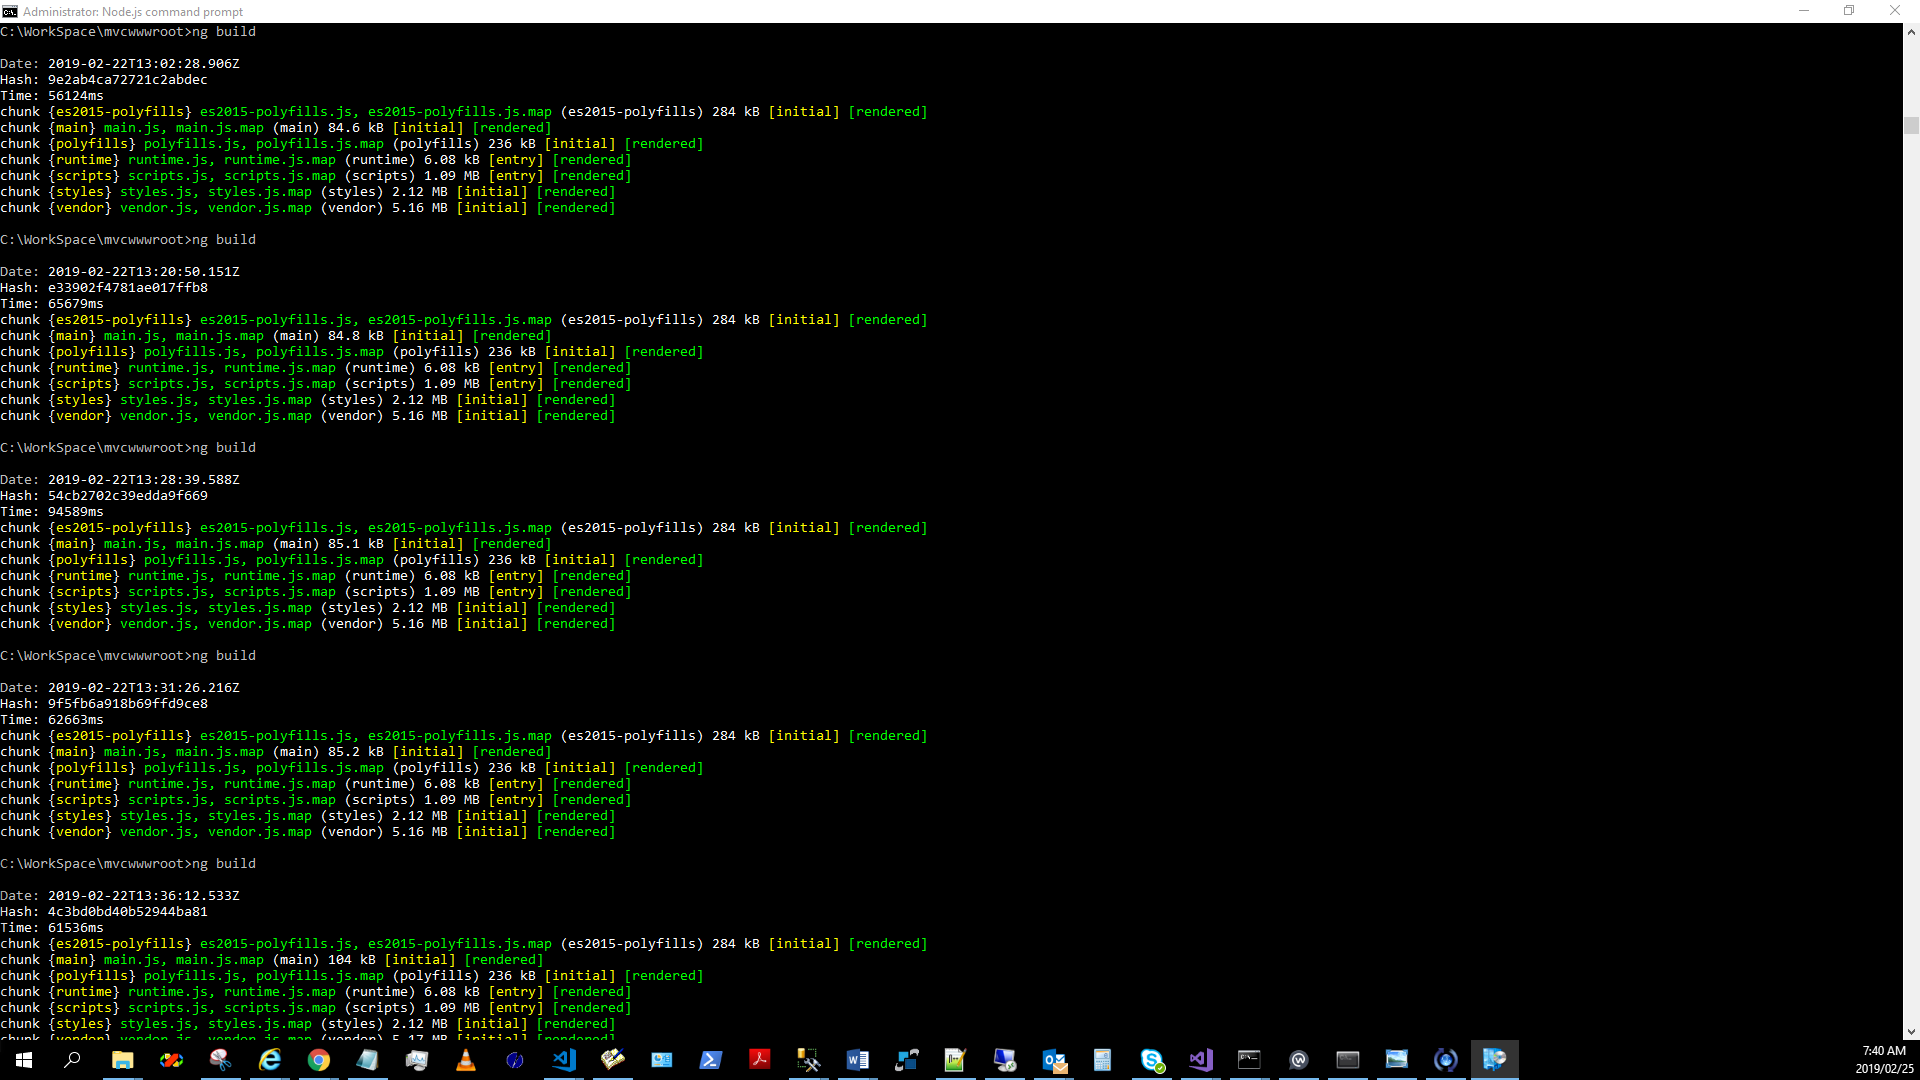 Administrator: Node.js command prompt
C:\WorkSpace\mvcwwwroot>ng build
Date: 2019-02-22T13:02:28.906Z
Hash: 9e2ab4ca72721c2abdec
Time: 56124ms
chunk {es2015-polyfills} es2015-polyfills.js, es2015-polyfills.js.map (es2015-polyfills) 284 kB [initial] [rendered]
chunk {main} main.js, main.js.map (main) 84.6 kB [initial] [rendered]
chunk {polyfills} polyfills.js, polyfills.js.map (polyfills) 236 kB [initial] [rendered]
chunk {runtime} runtime.js, runtime.js.map (runtime) 6.08 kB [entry] [rendered]
chunk {scripts} scripts.js, scripts.js.map (scripts) 1.09 MB [entry] [rendered]
chunk {styles} styles.js, styles.js.map (styles) 2.12 MB [initial] [rendered]
chunk {vendor} vendor.js, vendor.js.map (vendor) 5.16 MB [initial] [rendered]
C:\WorkSpace\mvcwwwroot>ng build
Date: 2019-02-22T13:20:50.151Z
Hash: e33902f4781ae017ffb8
Time: 65679ms
chunk {es2015-polyfills} es2015-polyfills.js, es2015-polyfills.js.map (es2015-polyfills) 284 kB [initial] [rendered]
chunk {main} main.js, main.js.map (main) 84.8 kB [initial] [rendered]
chunk {polyfills} polyfills.js, polyfills.js.map (polyfills) 236 kB [initial] [rendered]
chunk {runtime} runtime.js, runtime.js.map (runtime) 6.08 kB [entry] [rendered]
chunk {scripts} scripts.js, scripts.js.map (scripts) 1.09 MB [entry] [rendered]
chunk {styles} styles.js, styles.js.map (styles) 2.12 MB [initial] [rendered]
chunk {vendor} vendor.js, vendor.js.map (vendor) 5.16 MB [initial] [rendered]
C:\WorkSpace\mvcwwwroot>ng build
Date: 2019-02-22T13:28:39.588Z
Hash: 54cb2702c39edda9f669
Time: 94589ms
chunk {es2015-polyfills} es2015-polyfills.js, es2015-polyfills.js.map (es2015-polyfills) 284 kB [initial] [rendered]
chunk {main} main.js, main.js.map (main) 85.1 kB [initial] [rendered]
chunk {polyfills} polyfills.js, polyfills.js.map (polyfills) 236 kB [initial] [rendered]
chunk {runtime} runtime.js, runtime.js.map (runtime) 6.08 kB [entry] [rendered]
chunk {scripts} scripts.js, scripts.js.map (scripts) 1.09 MB [entry] [rendered]
chunk {styles} styles.js, styles.js.map (styles) 2.12 MB [initial] [rendered]
chunk {vendor} vendor.js, vendor.js.map (vendor) 5.16 MB [initial] [rendered]
C:\WorkSpace\mvcwwwroot>ng build
Date: 2019-02-22T13:31:26.216Z
Hash: 9f5fb6a918b69ffd9ce8
Time: 62663ms
chunk {es2015-polyfills} es2015-polyfills.js, es2015-polyfills.js.map (es2015-polyfills) 284 kB [initial] [rendered]
chunk {main} main.js, main.js.map (main) 85.2 kB [initial] [rendered]
chunk {polyfills} polyfills.js, polyfills.js.map (polyfills) 236 kB [initial] [rendered]
chunk {runtime} runtime.js, runtime.js.map (runtime) 6.08 kB [entry] [rendered]
chunk {scripts} scripts.js, scripts.js.map (scripts) 1.09 MB [entry] [rendered]
chunk {styles} styles.js, styles.js.map (styles) 2.12 MB [initial] [rendered]
chunk {vendor} vendor.js, vendor.js.map (vendor) 5.16 MB [initial] [rendered]
C:\WorkSpace\mvcwwwroot>ng build
Date: 2019-02-22T13:36:12.533Z
Hash: 4c3bd0bd40b52944ba81
Time: 61536ms
chunk {es2015-polyfills} es2015-polyfills.js, es2015-polyfills.js.map (es2015-polyfills) 284 kB [initial] [rendered]
chunk {main} main.js, main.js.map (main) 104 kB [initial] [rendered]
chunk {polyfills} polyfills.js, polyfills.js.map (polyfills) 236 kB [initial] [rendered]
chunk {runtime} runtime.js, runtime.js.map (runtime) 6.08 kB [entry] [rendered]
chunk {scripts} scripts.js, scripts.js.map (scripts) 1.09 MB [entry] [rendered]
chunk {styles} styles.js, styles.js.map (styles) 2.12 MB [initial] [rendered]
chunk {vendor} vendor.js, vendor.js.map (vendor) 5.17 MB [initial] [rendered]
7:40 AM
2019/02/25